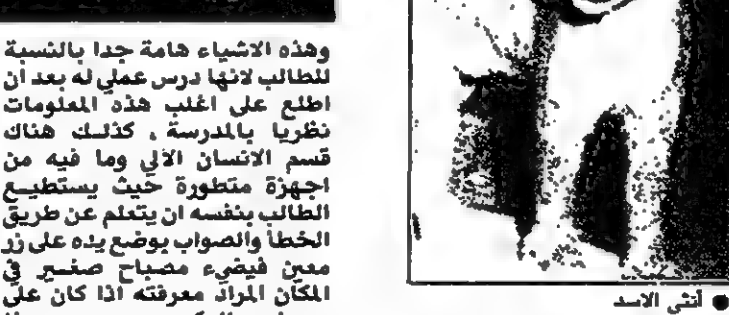 وهذه الاشياء هامة جدا بالنسبة
للطالب لانها درس عملي له بعد ان
اطلع على اغلب هذه المعلومات
نظريا بالمدرسة ، كذلك هناك
قسم الانسان الآلي وما فيه من
اجهزة متطورة حيث يستطيع
الطالب بنفسه ان يتعلم عن طريق
الخطأ والصواب بوضع يده على زر
معين فيضيء مصباح صغير في
المكان المراد معرفته اذا كان على
● أنثى الاسد